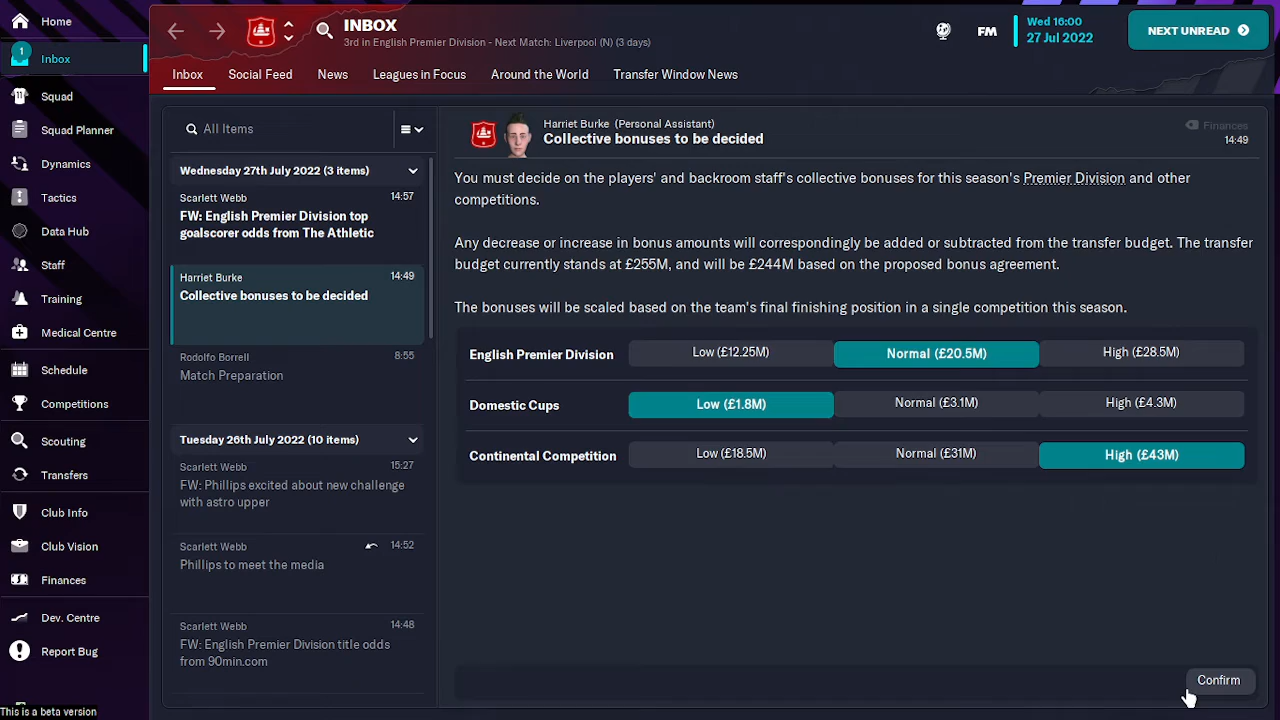 Home
1
Inbox
Squad
Squad Planner
Dynamics
Tactics
Data Hub
Staff
Training
Medical Centre
Schedule
Competitions
Scouting
Transfers
Club Info
Club Vision
Finances
Dev. Centre
Report Bug
This is a beta version
INBOX
3rd in English Premier Division - Next Match: Liverpool (N) (3 days)
FM
Wed 16:00
27 Jul 2022
NEXT UNREAD
Inbox
Social Feed
News
Leagues in Focus
Around the World
Transfer Window News
All Items
Wednesday 27th July 2022 (3 items)
Scarlett Webb 14:57
FW: English Premier Division top
goalscorer odds from The Athletic
Harriet Burke 14:49
Collective bonuses to be decided
Rodolfo Borrell 8:55
Match Preparation
Tuesday 26th July 2022 (10 items)
Scarlett Webb 15:27
FW: Phillips excited about new challenge
with astro upper
Scarlett Webb 14:52
Phillips to meet the media
Scarlett Webb 14:48
FW: English Premier Division title odds
from 90min.com
Harriet Burke (Personal Assistant)
Collective bonuses to be decided
Finances
14:49
You must decide on the players' and backroom staff's collective bonuses for this season's Premier Division and other
competitions.
Any decrease or increase in bonus amounts will correspondingly be added or subtracted from the transfer budget. The transfer
budget currently stands at £255M, and will be £244M based on the proposed bonus agreement.
The bonuses will be scaled based on the team's final finishing position in a single competition this season.
English Premier Division Low (£12.25M) Normal (£20.5M) High (£28.5M)
Domestic Cups Low (£1.8M) Normal (£3.1M) High (£4.3M)
Continental Competition Low (£18.5M) Normal (£31M) High (£43M)
Confirm